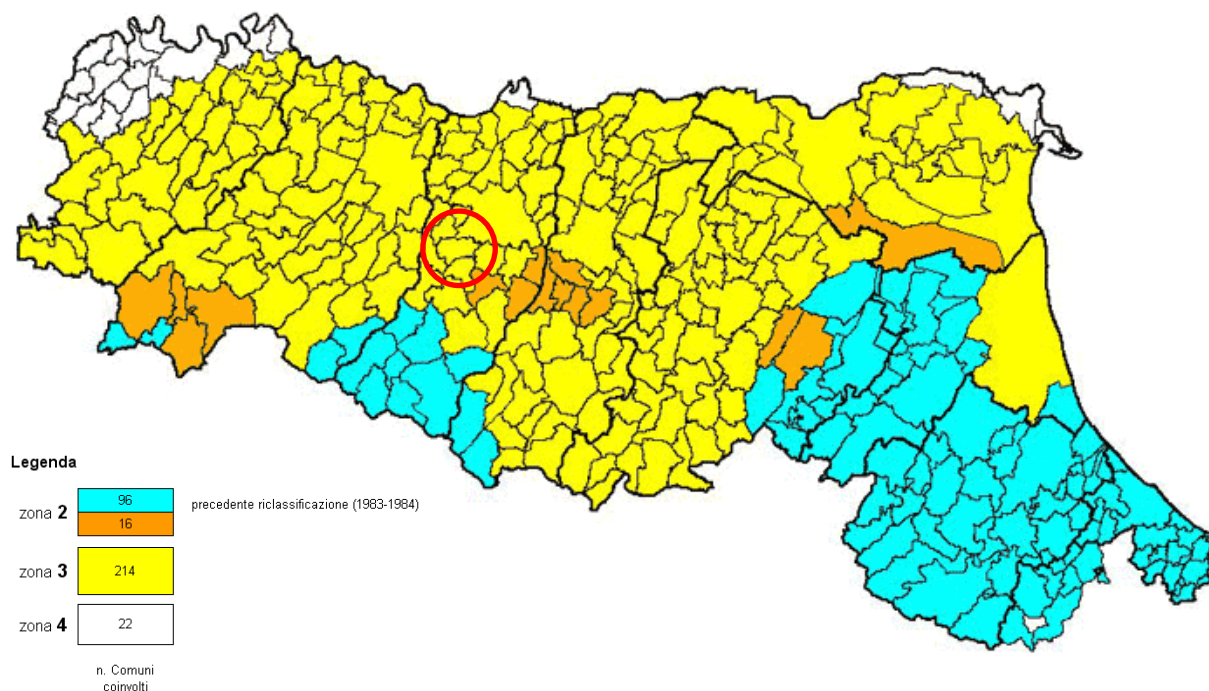 Legenda
zona 2
96
16
precedente riclassificazione (1983-1984)
zona 3
214
zona 4
22
n. Comuni
coinvolti